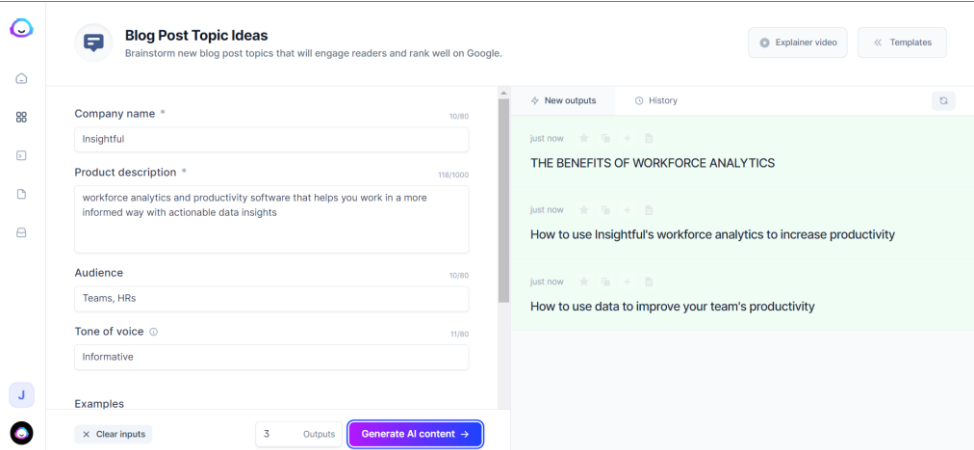 Blog Post Topic Ideas
Brainstorm new blog post topics that will engage readers and rank well on Google.
Explainer video
Templates
Company name *
10/80
Insightful
Product description *
118/1000
workforce analytics and productivity software that helps you work in a more
informed way with actionable data insights
Audience
10/80
Teams, HRs
Tone of voice
11/80
Informative
Examples
Clear inputs
3 Outputs
Generate AI content →
J
New outputs
History
just now
THE BENEFITS OF WORKFORCE ANALYTICS
just now
How to use Insightful's workforce analytics to increase productivity
just now
How to use data to improve your team's productivity